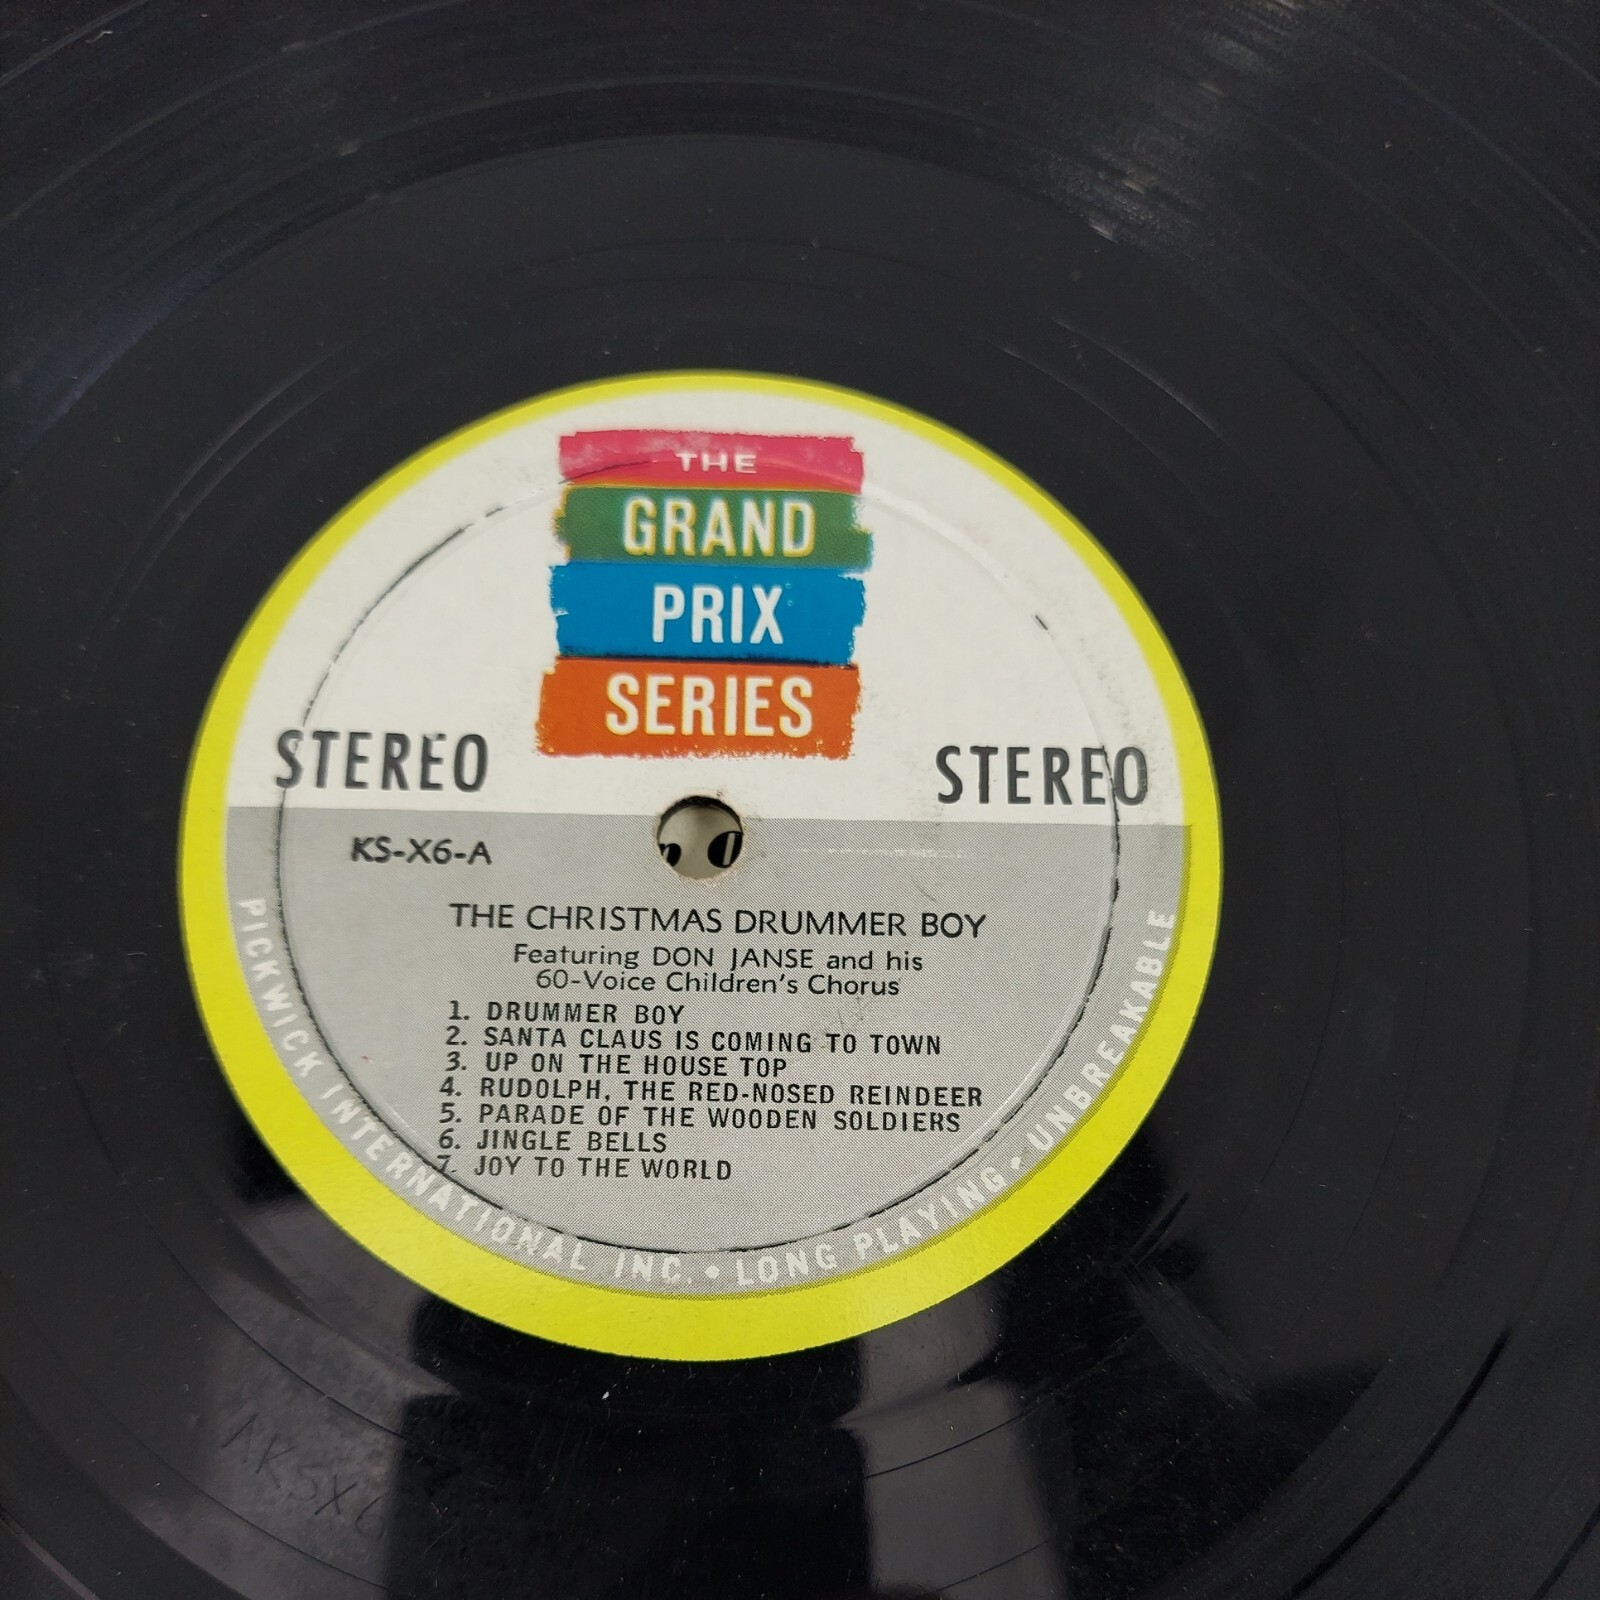 THE
GRAND
PRIX
SERIES
STEREO
STEREO
KS-X6-A
THE CHRISTMAS DRUMMER BOY
Featuring DON JANSE and his
60-Voice Children's Chorus
1. DRUMMER BOY
2. SANTA CLAUS IS COMING TO TOWN
3. UP ON THE HOUSE TOP
4. RUDOLPH, THE RED-NOSED REINDEER
5. PARADE OF THE WOODEN SOLDIERS
6. JINGLE BELLS
7. JOY TO THE WORLD
PICKWICK INTERNATIONAL INC. • LONG PLAYING • UNBREAKABLE